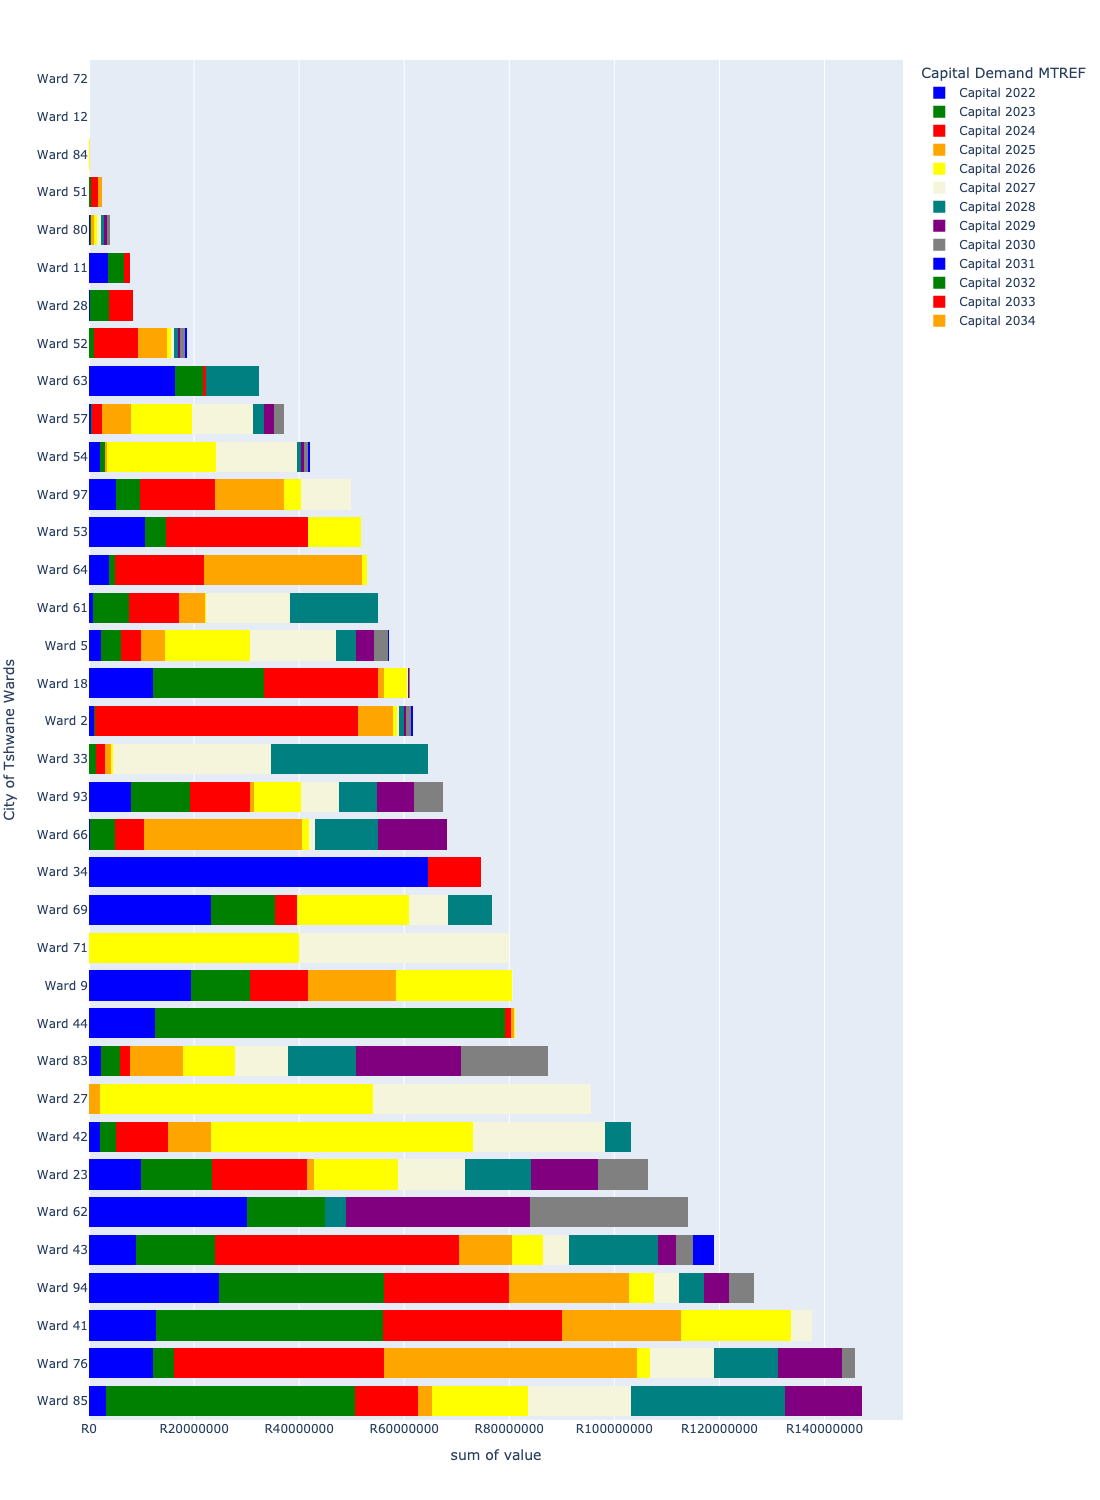 Capital Demand MTREF
Capital 2022
Capital 2023
Capital 2024
Capital 2025
Capital 2026
Capital 2027
Capital 2028
Capital 2029
Capital 2030
Capital 2031
Capital 2032
Capital 2033
Capital 2034
City of Tshwane Wards
Ward 72
Ward 12
Ward 84
Ward 51
Ward 80
Ward 11
Ward 28
Ward 52
Ward 63
Ward 57
Ward 54
Ward 97
Ward 53
Ward 64
Ward 61
Ward 5
Ward 18
Ward 2
Ward 33
Ward 93
Ward 66
Ward 34
Ward 69
Ward 71
Ward 9
Ward 44
Ward 83
Ward 27
Ward 42
Ward 23
Ward 62
Ward 43
Ward 94
Ward 41
Ward 76
Ward 85
R0 R20000000 R40000000 R60000000 R80000000 R100000000 R120000000 R140000000
sum of value